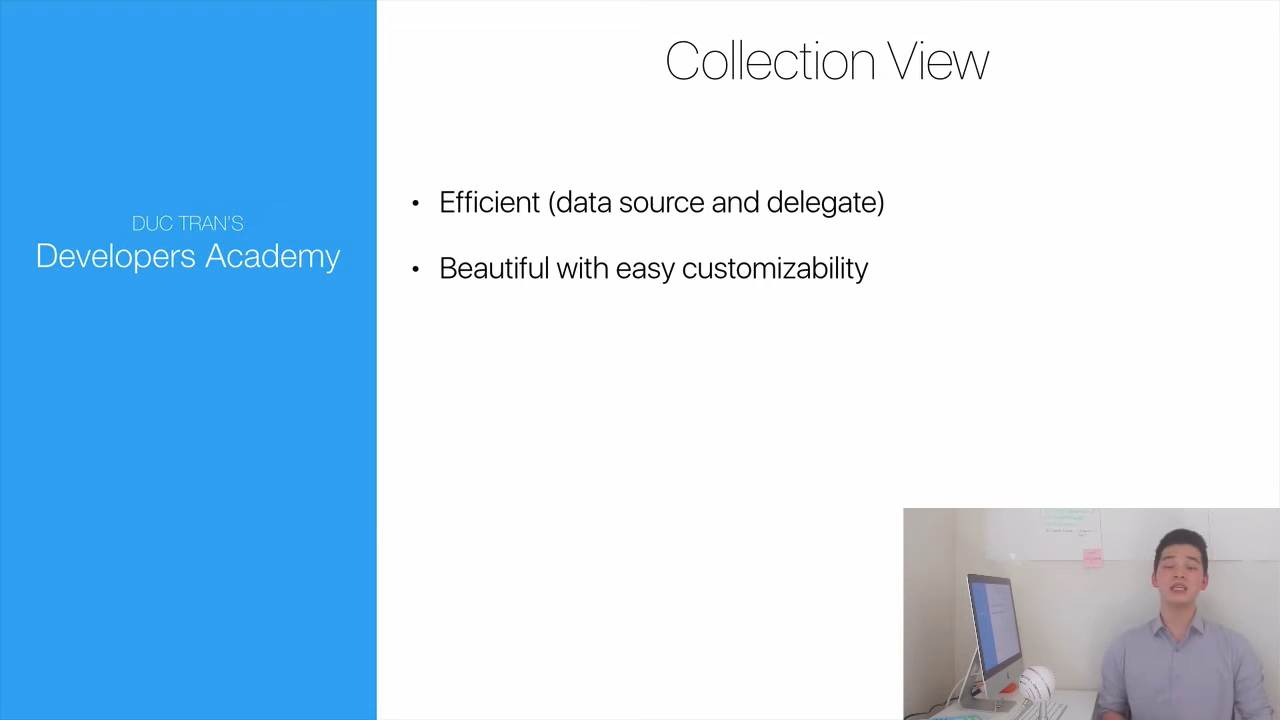 Collection View
DUC TRAN'S
Developers Academy
• Efficient (data source and delegate)
• Beautiful with easy customizability